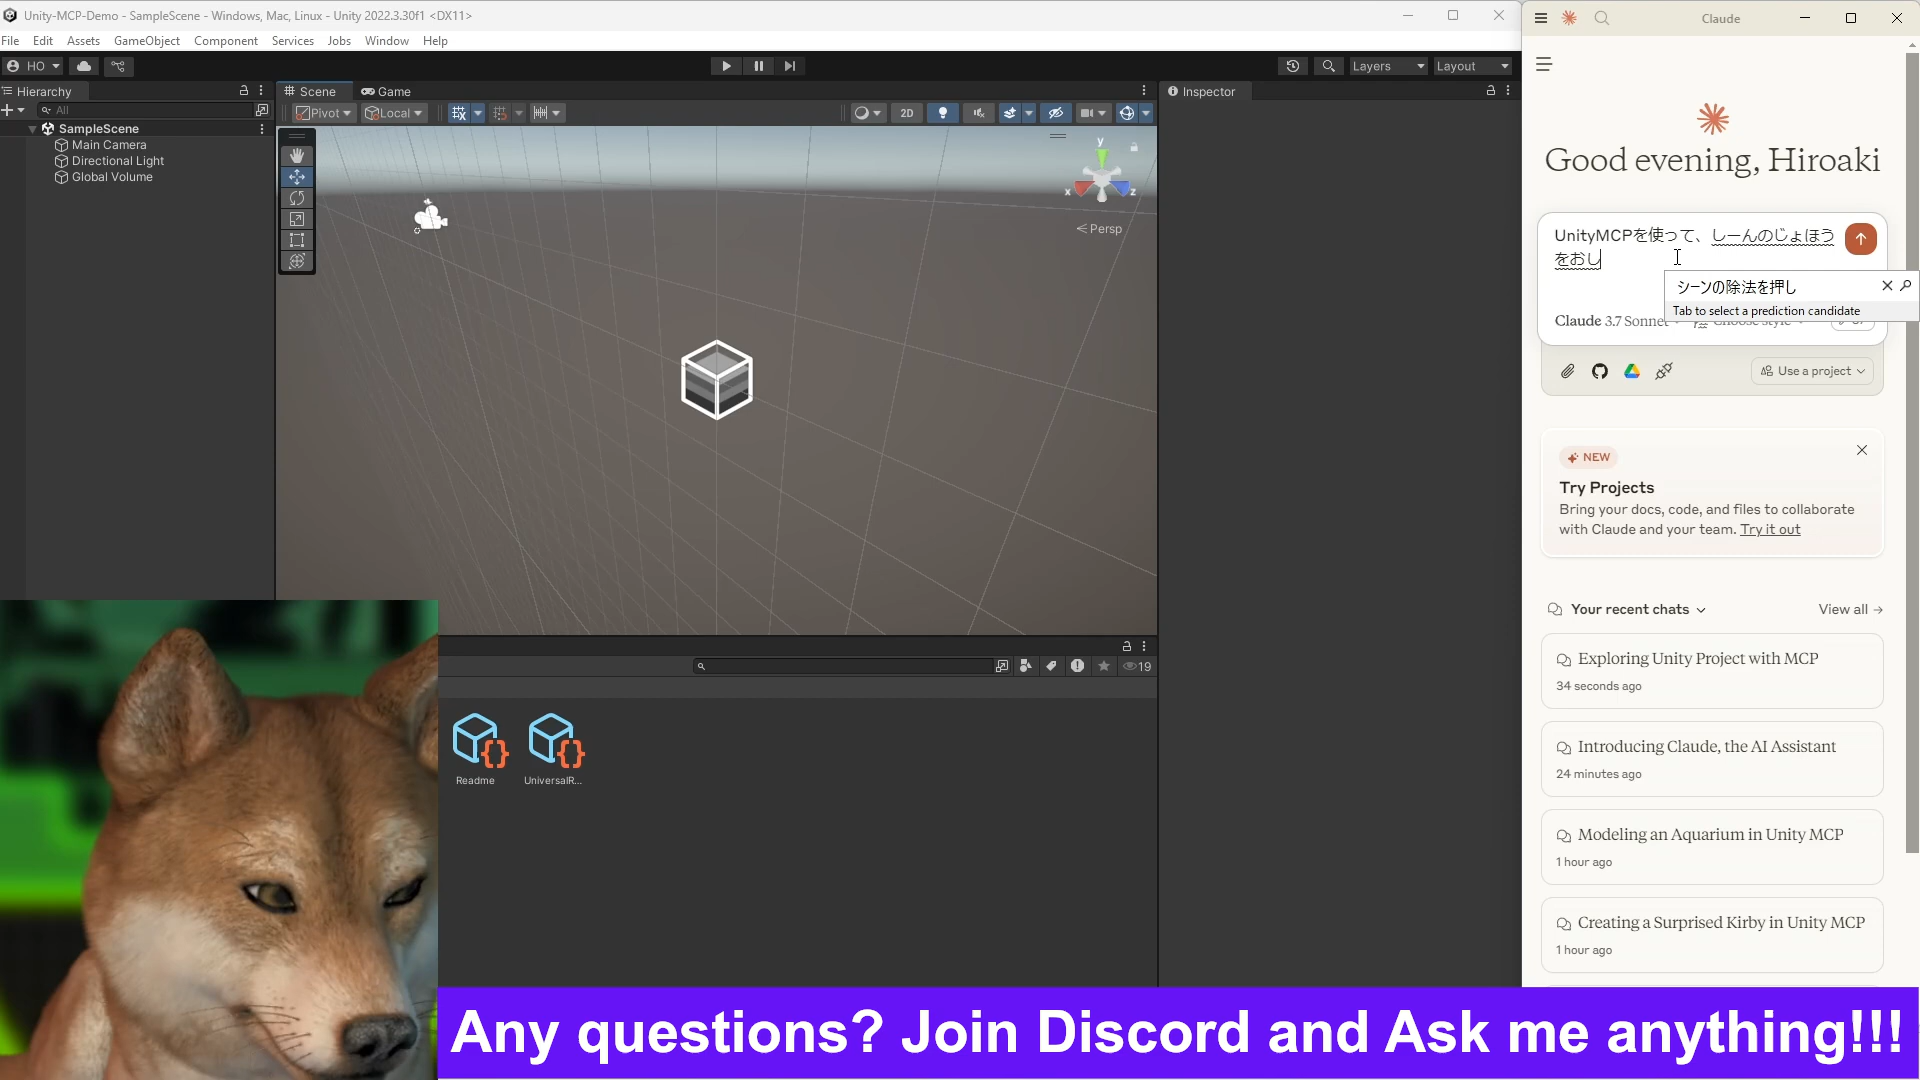 Unity-MCP-Demo - SampleScene - Windows, Mac, Linux - Unity 2022.3.30f1 <DX11>
File Edit Assets GameObject Component Services Jobs Window Help
HO
Layers
Layout
Hierarchy
All
SampleScene
Main Camera
Directional Light
Global Volume
Scene
Game
Pivot
Local
2D
y
x
z
Persp
Inspector
19
Readme
UniversalR...
Claude
Good evening, Hiroaki
UnityMCPを使って、しーんのじょほう
をおし
シーンの除法を押し
Tab to select a prediction candidate
Claude 3.7 Sonnet
Choose style
Use a project
NEW
Try Projects
Bring your docs, code, and files to collaborate
with Claude and your team. Try it out
Your recent chats
View all
Exploring Unity Project with MCP
34 seconds ago
Introducing Claude, the AI Assistant
24 minutes ago
Modeling an Aquarium in Unity MCP
1 hour ago
Creating a Surprised Kirby in Unity MCP
1 hour ago
Any questions? Join Discord and Ask me anything!!!